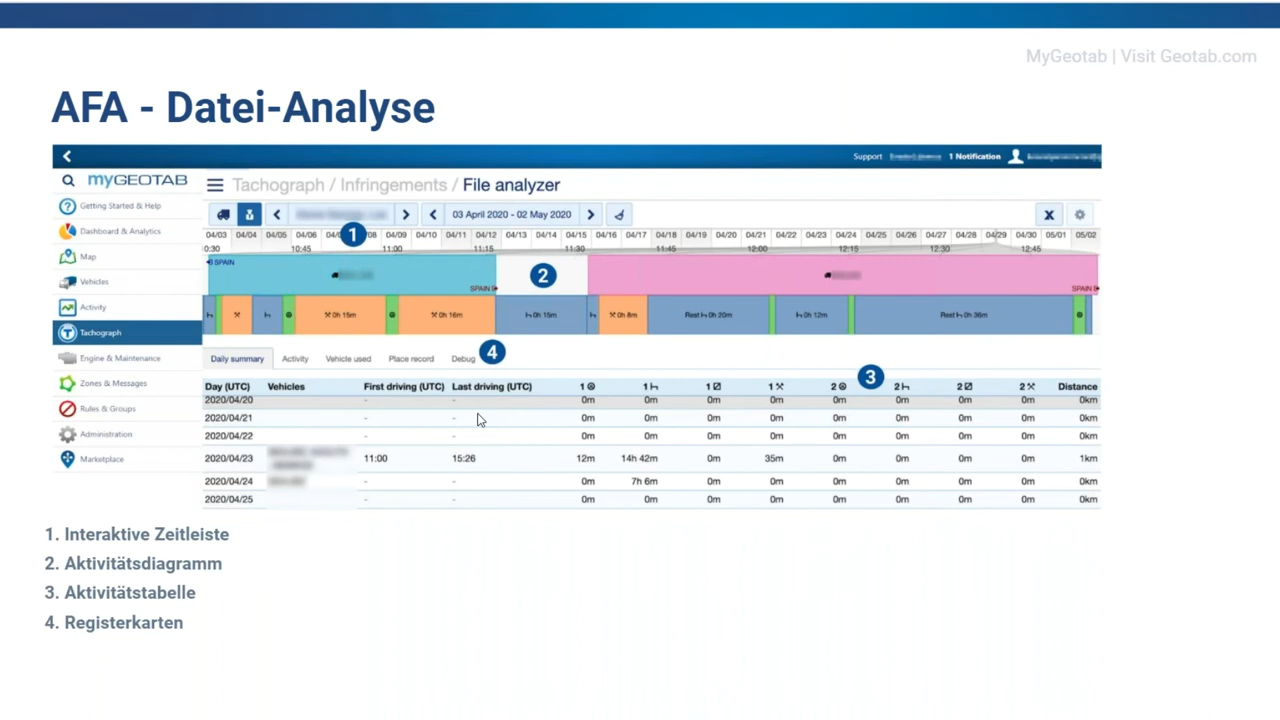 MyGeotab | Visit Geotab.com
AFA - Datei-Analyse
Support 1 Notification
myGEOTAB
Tachograph / Infringements / File analyzer
Getting Started & Help
Dashboard & Analytics
Map
Vehicles
Activity
Tachograph
Engine & Maintenance
Zones & Messages
Rules & Groups
Administration
Marketplace
03 April 2020 - 02 May 2020 X
1
04/03 04/04 04/05 04/06 08 04/09 04/10 04/11 04/12 04/13 04/14 04/15 04/16 04/17 04/18 04/19 04/20 04/21 04/22 04/23 04/24 04/25 04/26 04/27 04/28 04/29 04/30 05/01 05/02
0:30 10:45 11:00 11:15 11:30 11:45 12:00 12:15 12:30 12:45
SPAIN
2
SPAIN SPAIN
0h 15m 0h 16m 0h 15m 0h 8m Rest 0h 20m 0h 12m Rest 0h 36m
Daily summary Activity Vehicle used Place record Debug 4
3
Day (UTC) Vehicles First driving (UTC) Last driving (UTC) 1 1 1 1 2 2 2 2 Distance
2020/04/20 - - 0m 0m 0m 0m 0m 0m 0m 0m 0km
2020/04/21 - - 0m 0m 0m 0m 0m 0m 0m 0m 0km
2020/04/22 - - 0m 0m 0m 0m 0m 0m 0m 0m 0km
2020/04/23 11:00 15:26 12m 14h 42m 0m 35m 0m 0m 0m 0m 1km
2020/04/24 - - 0m 7h 6m 0m 0m 0m 0m 0m 0m 0km
2020/04/25 - - 0m 0m 0m 0m 0m 0m 0m 0m 0km
1. Interaktive Zeitleiste
2. Aktivitätsdiagramm
3. Aktivitätstabelle
4. Registerkarten